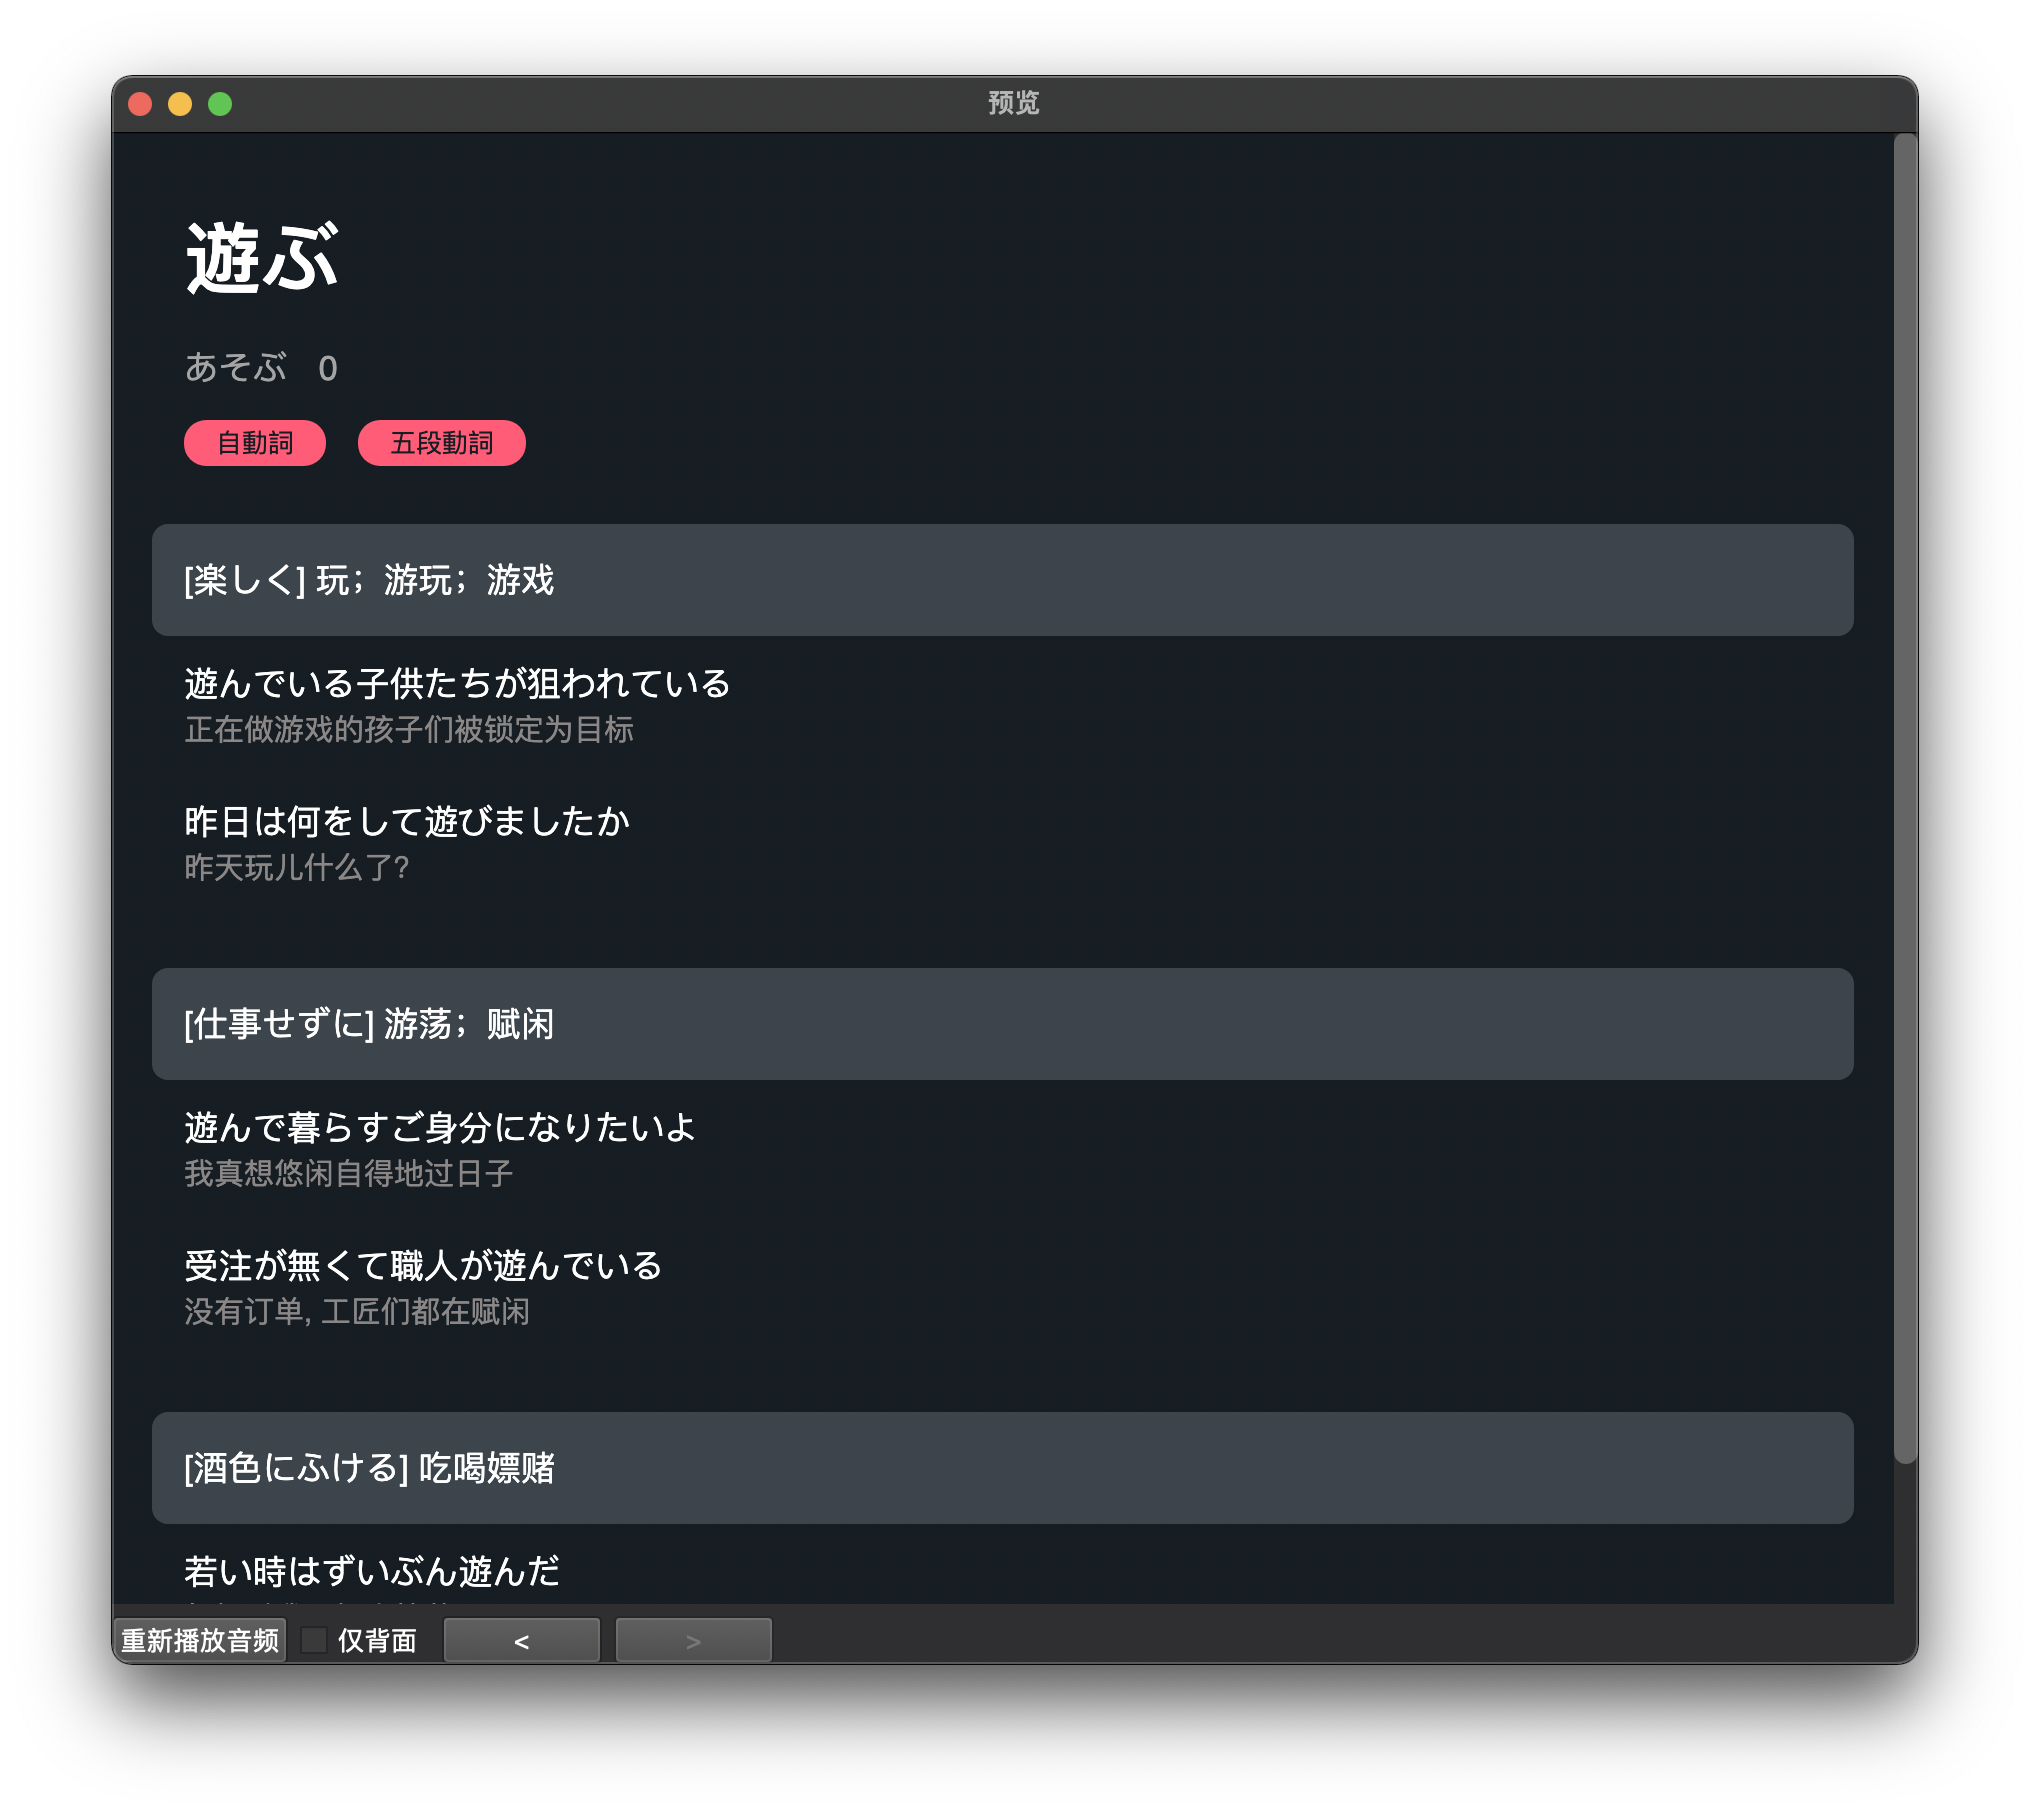 预览
遊ぶ
あそぶ 0
自動詞 五段動詞
[楽しく] 玩；游玩；游戏
遊んでいる子供たちが狙われている
正在做游戏的孩子们被锁定为目标
昨日は何をして遊びましたか
昨天玩儿什么了?
[仕事せずに] 游荡；赋闲
遊んで暮らすご身分になりたいよ
我真想悠闲自得地过日子
受注が無くて職人が遊んでいる
没有订单, 工匠们都在赋闲
[酒色にふける] 吃喝嫖赌
若い時はずいぶん遊んだ
重新播放音频 仅背面 < >